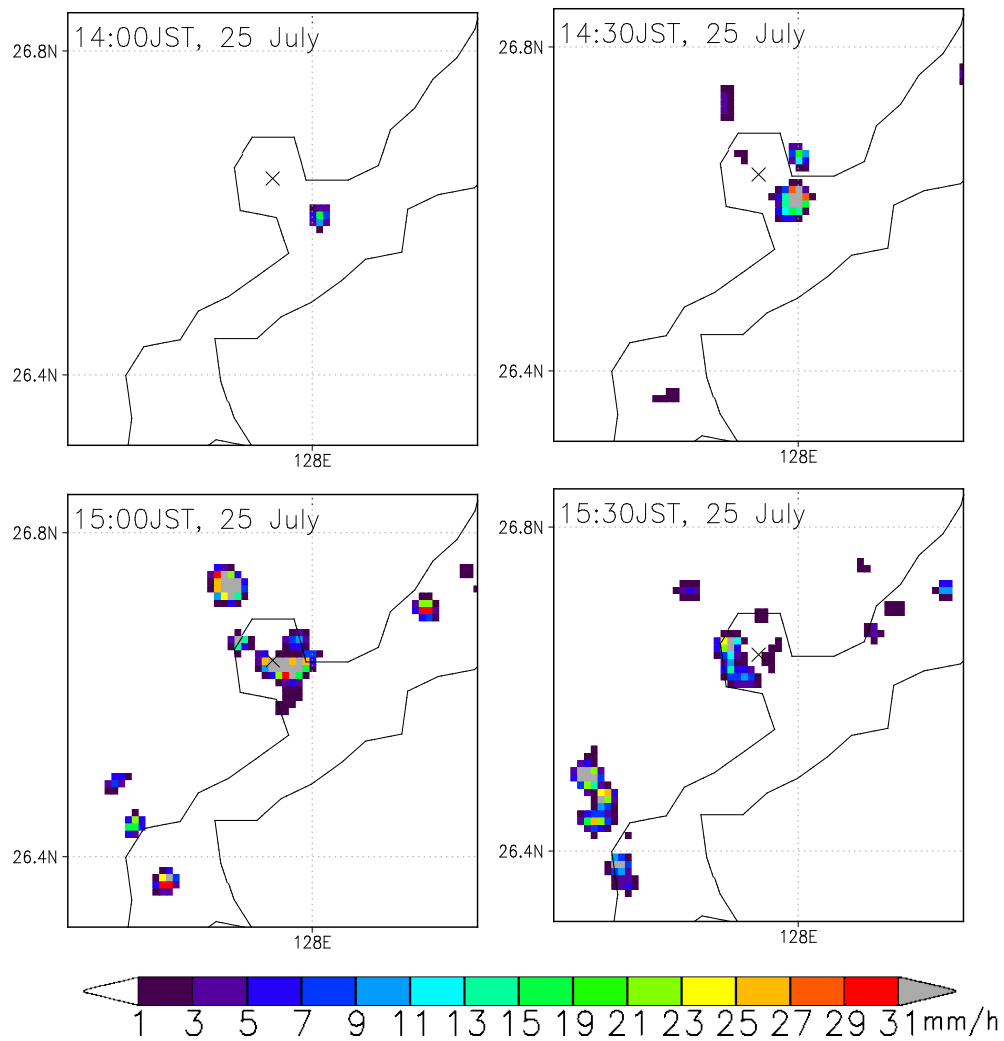 14:00JST, 25 July
26.8N
26.4N
128E
14:30JST, 25 July
26.8N
26.4N
128E
15:00JST, 25 July
26.8N
26.4N
128E
15:30JST, 25 July
26.8N
26.4N
128E
1 3 5 7 9 11 13 15 19 21 23 25 27 29 31mm/h